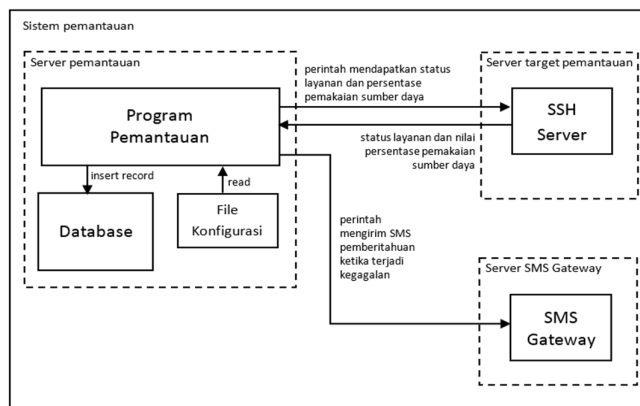 Sistem pemantauan
Server pemantauan
Program
Pemantauan
insert record
read
Database
File
Konfigurasi
perintah mendapatkan status
layanan dan persentase
pemakaian sumber daya
status layanan dan nilai
persentase pemakaian
sumber daya
Server target pemantauan
SSH
Server
perintah
mengirim SMS
pemberitahuan
ketika terjadi
kegagalan
Server SMS Gateway
SMS
Gateway